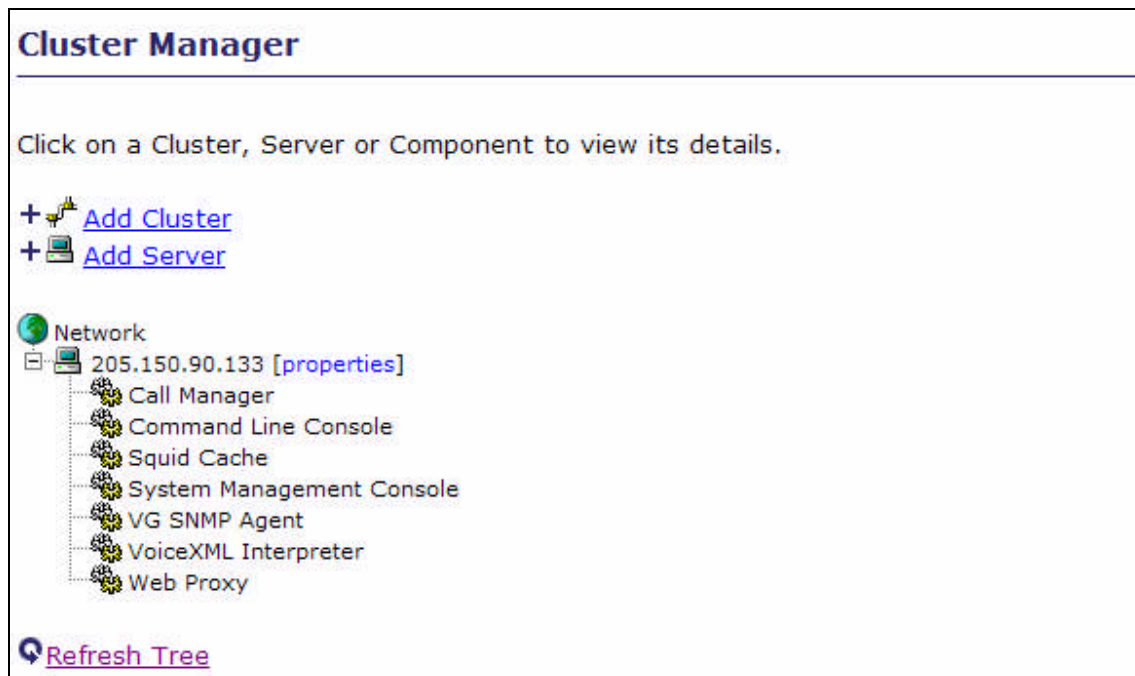 Cluster Manager
Click on a Cluster, Server or Component to view its details.
Add Cluster
Add Server
Network
205.150.90.133 [properties]
Call Manager
Command Line Console
Squid Cache
System Management Console
VG SNMP Agent
VoiceXML Interpreter
Web Proxy
Refresh Tree